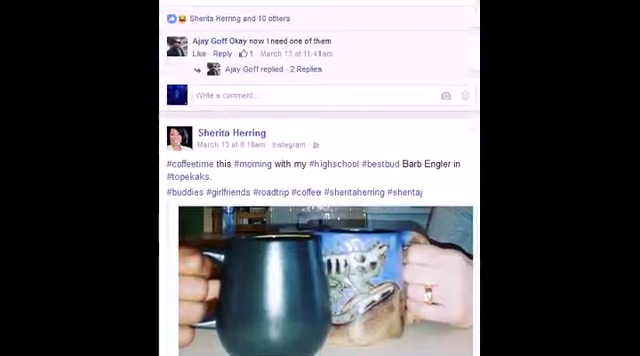 Sherita Herring and 10 others
Ajay Goff Okay now I need one of them
Like · Reply · 1 · March 13 at 11:41am
Ajay Goff replied · 2 Replies
Write a comment...
Sherita Herring
March 13 at 6:18am · Instagram ·
#coffeetime this #morning with my #highschool #bestbud Barb Engler in
#topekaks.
#buddies #girlfriends #roadtrip #coffee #sheritaherring #sheritaj